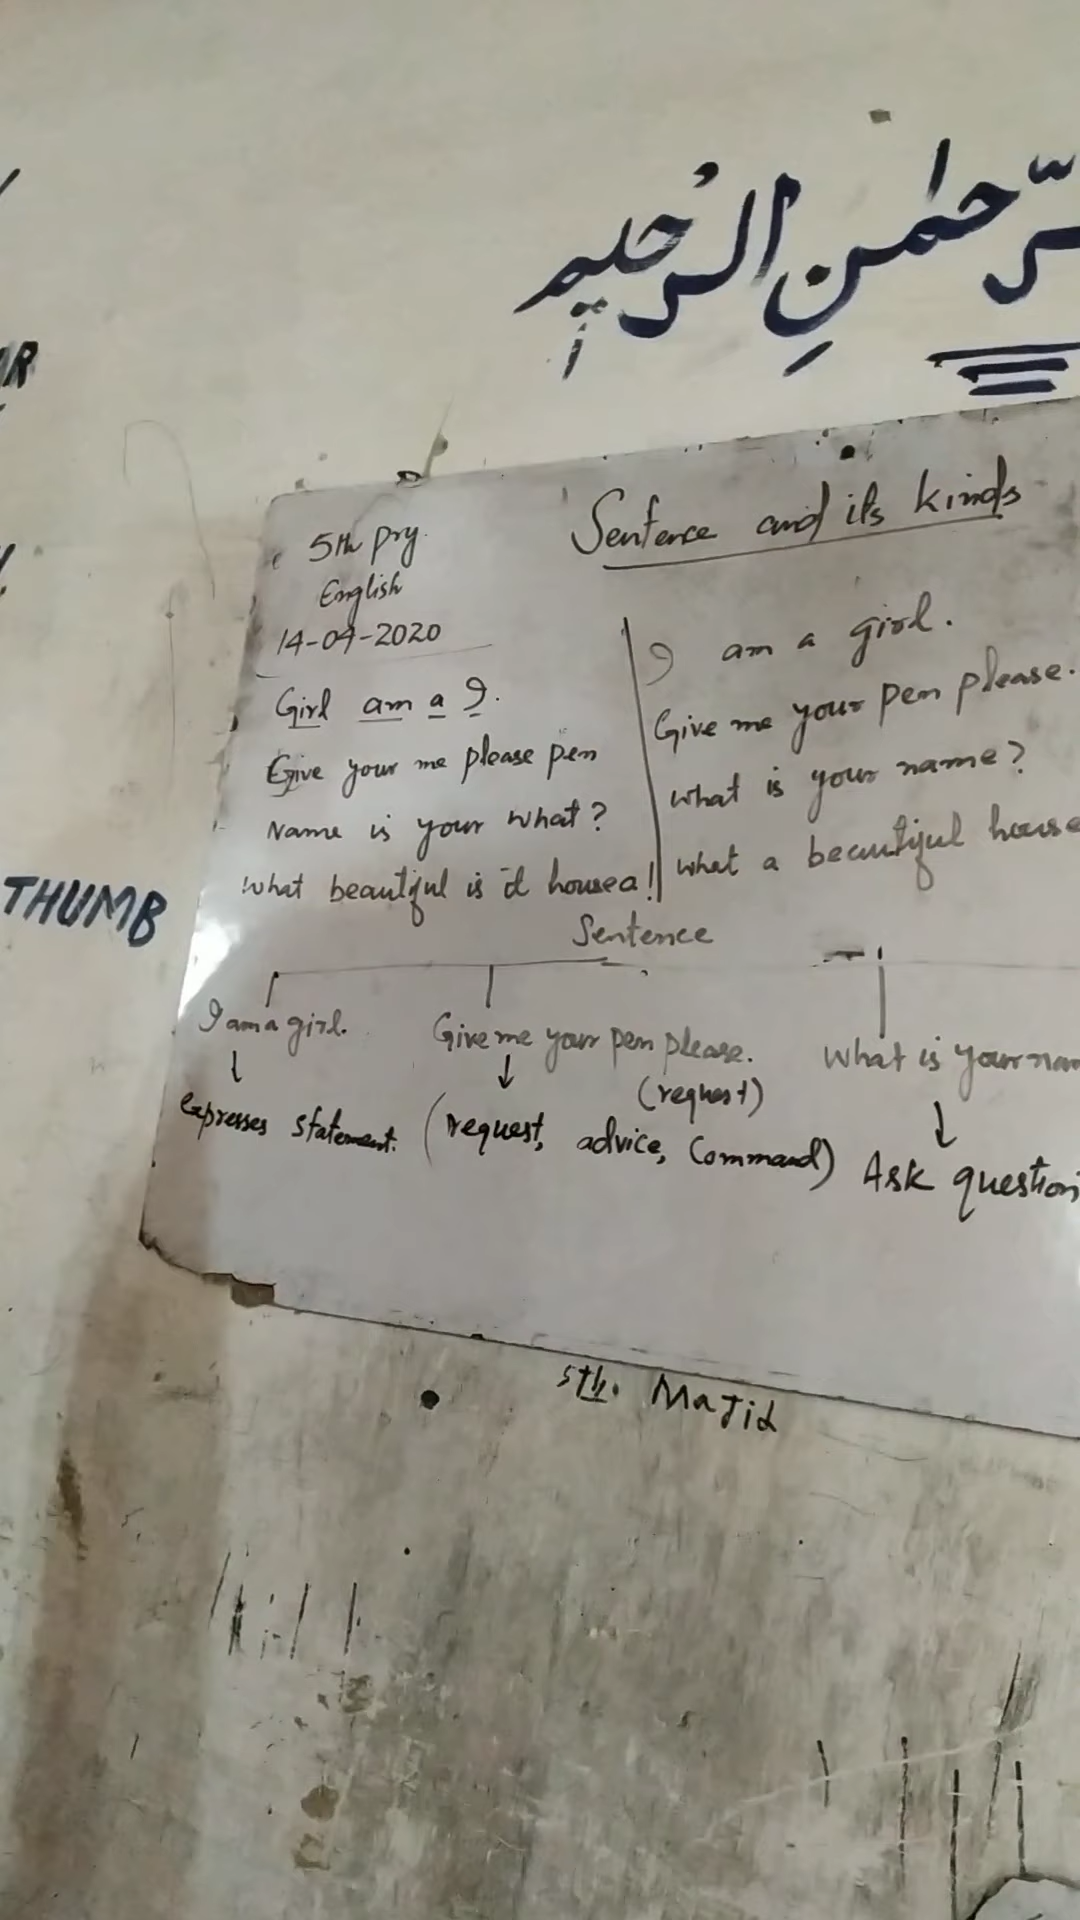 الرحمٰنِ الرحیم
Sentence and its kinds
5th pry.
English
14-04-2020
Girl am a I.
Give your me please pen
Name is your what?
what beautiful is it house a!
I am a girl.
Give me your pen please.
What is your name?
what a beautiful house
Sentence
I am a girl.
expresses statement.
Give me your pen please.
(request)
(request, advice, Command)
What is your nam
Ask question
5th. Majid
THUMB